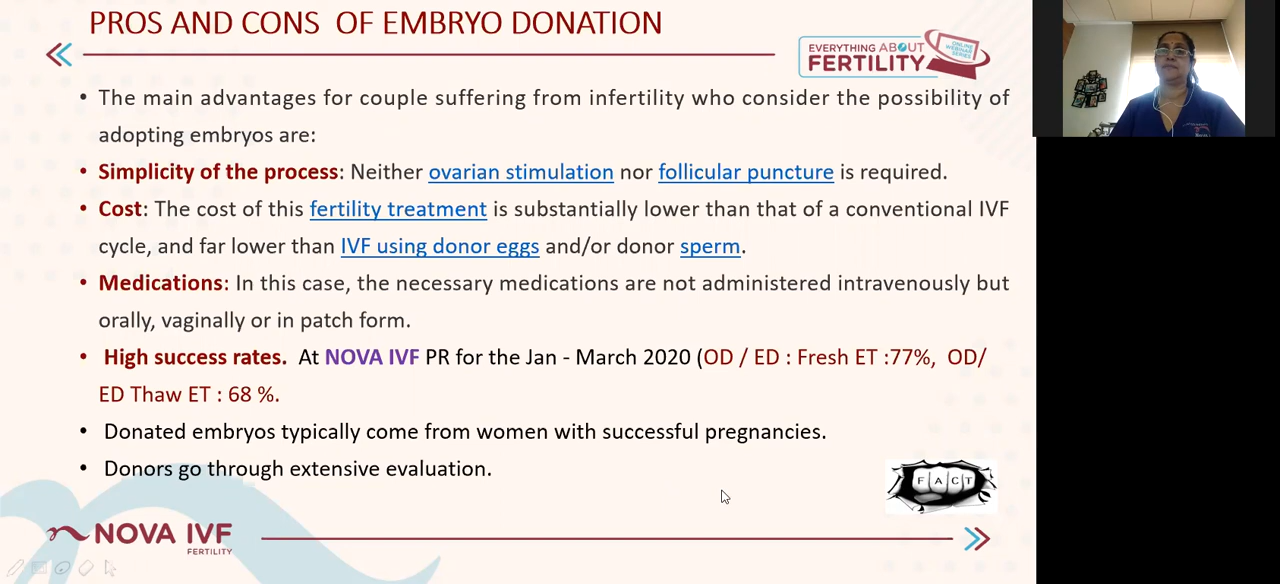 PROS AND CONS OF EMBRYO DONATION
EVERYTHING ABOUT
FERTILITY
ONLINE
WEBINAR
SERIES
• The main advantages for couple suffering from infertility who consider the possibility of
adopting embryos are:
• Simplicity of the process: Neither ovarian stimulation nor follicular puncture is required.
• Cost: The cost of this fertility treatment is substantially lower than that of a conventional IVF
cycle, and far lower than IVF using donor eggs and/or donor sperm.
• Medications: In this case, the necessary medications are not administered intravenously but
orally, vaginally or in patch form.
• High success rates. At NOVA IVF PR for the Jan - March 2020 (OD / ED : Fresh ET :77%, OD/
ED Thaw ET : 68 %.
• Donated embryos typically come from women with successful pregnancies.
• Donors go through extensive evaluation.
FACT
NOVA IVF
FERTILITY